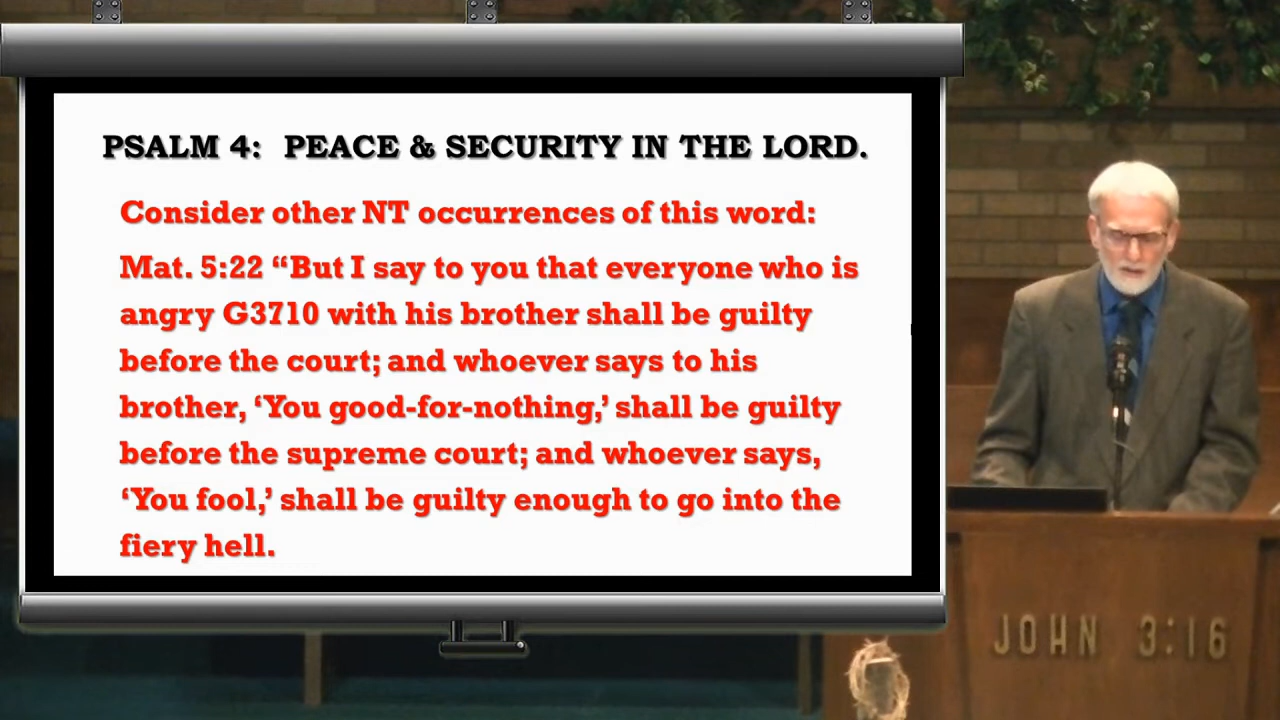 PSALM 4: PEACE & SECURITY IN THE LORD.
Consider other NT occurrences of this word:
Mat. 5:22 “But I say to you that everyone who is
angry G3710 with his brother shall be guilty
before the court; and whoever says to his
brother, ‘You good-for-nothing,’ shall be guilty
before the supreme court; and whoever says,
‘You fool,’ shall be guilty enough to go into the
fiery hell.
JOHN 3:16